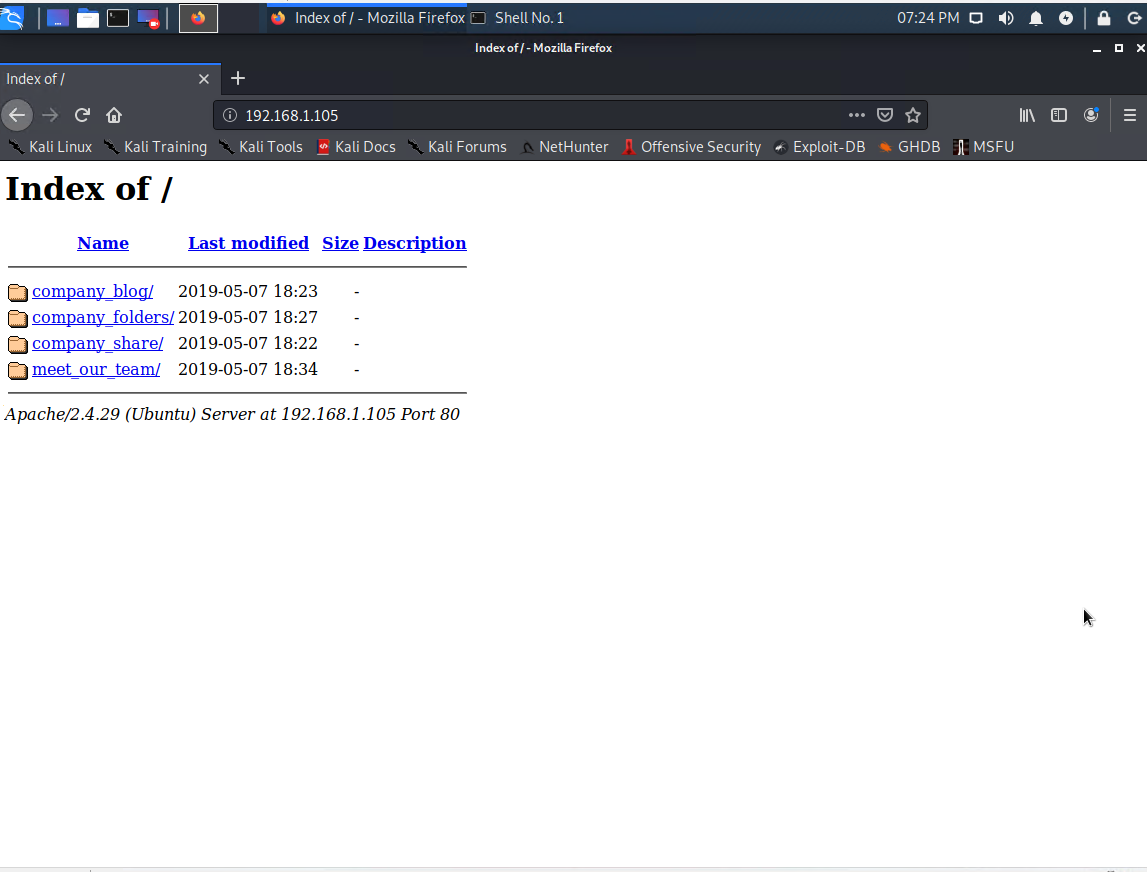 Index of / - Mozilla Firefox Shell No. 1 07:24 PM
Index of / - Mozilla Firefox
Index of /
192.168.1.105
Kali Linux Kali Training Kali Tools Kali Docs Kali Forums NetHunter Offensive Security Exploit-DB GHDB MSFU
Index of /
Name Last modified Size Description
company_blog/ 2019-05-07 18:23 -
company_folders/ 2019-05-07 18:27 -
company_share/ 2019-05-07 18:22 -
meet_our_team/ 2019-05-07 18:34 -
Apache/2.4.29 (Ubuntu) Server at 192.168.1.105 Port 80